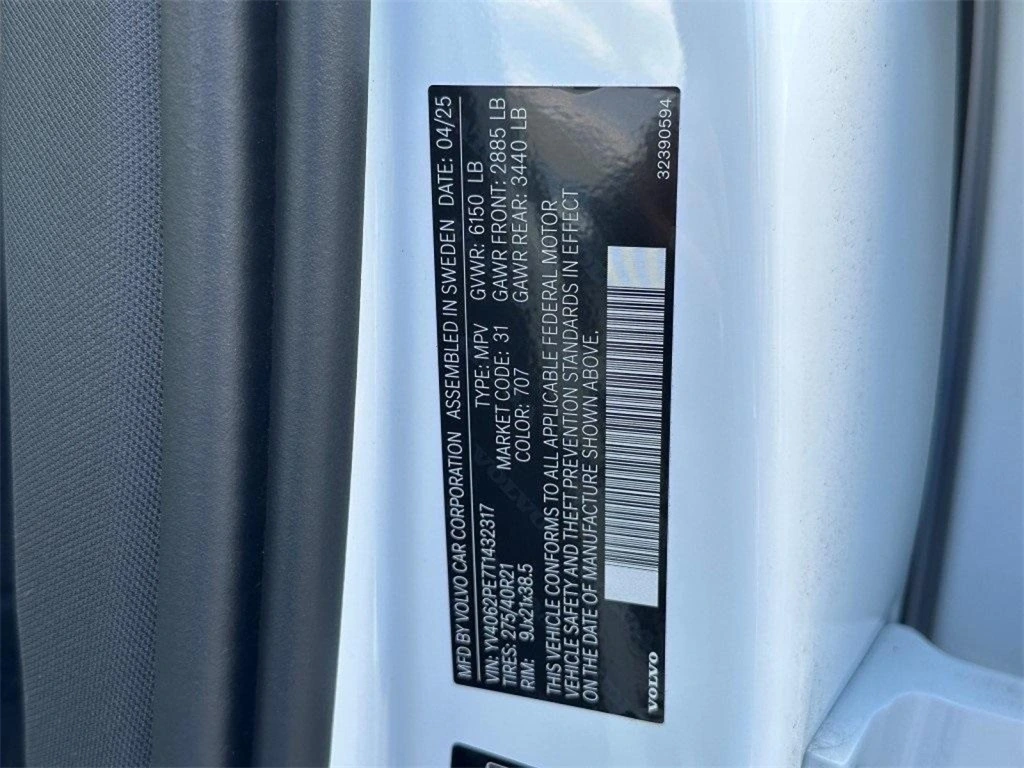 MFD BY VOLVO CAR CORPORATION ASSEMBLED IN SWEDEN DATE: 04/25
VIN: YV4062PE7T1432317 TYPE: MPV GVWR: 6150 LB
TIRES: 275/40R21 MARKET CODE: 31 GAWR FRONT: 2885 LB
RIM: 9Jx21x38.5 COLOR: 707 GAWR REAR: 3440 LB
THIS VEHICLE CONFORMS TO ALL APPLICABLE FEDERAL MOTOR
VEHICLE SAFETY AND THEFT PREVENTION STANDARDS IN EFFECT
ON THE DATE OF MANUFACTURE SHOWN ABOVE.
VOLVO
VOLVO 32390594